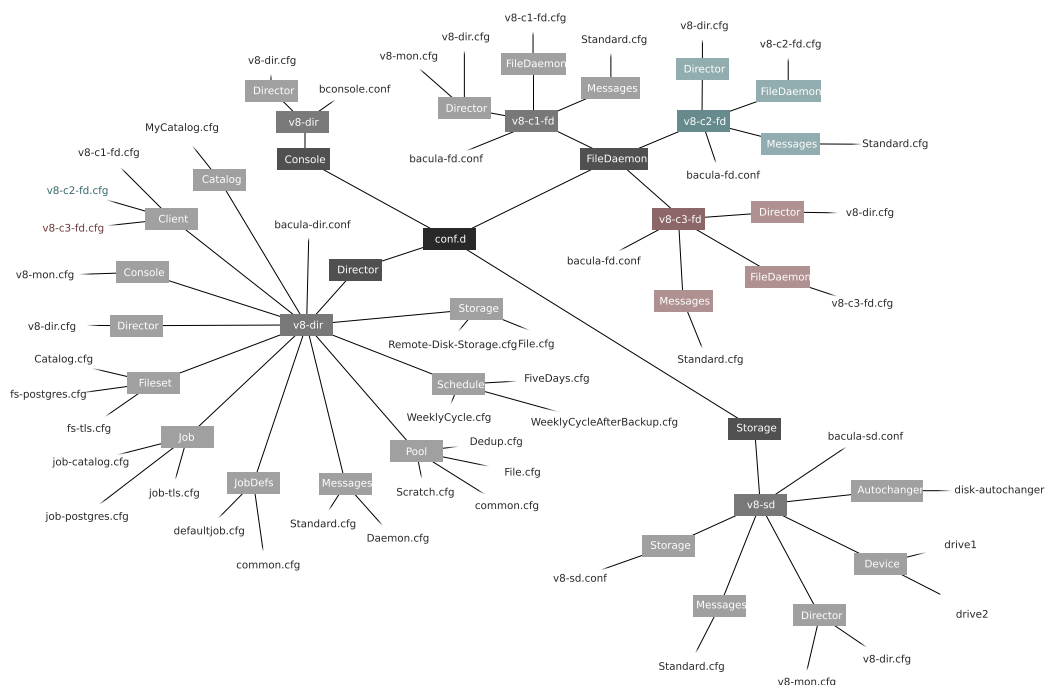 v8-c1-fd.cfg
v8-dir.cfg
v8-dir.cfg
Standard.cfg
v8-c2-fd.cfg
v8-mon.cfg
v8-dir.cfg
FileDaemon
Director
bconsole.conf
Director
Messages
FileDaemon
Director
MyCatalog.cfg
v8-dir
v8-c1-fd
v8-c2-fd
v8-c1-fd.cfg
Console
bacula-fd.conf
FileDaemon
Messages
Standard.cfg
bacula-fd.conf
v8-c2-fd.cfg
Catalog
v8-c3-fd.cfg
Client
bacula-dir.conf
conf.d
v8-c3-fd
Director
v8-dir.cfg
bacula-fd.conf
v8-mon.cfg
Console
Director
FileDaemon
v8-c3-fd.cfg
Messages
Storage
v8-dir.cfg
Director
v8-dir
Remote-Disk-Storage.cfg
File.cfg
Standard.cfg
Catalog.cfg
Fileset
Schedule
FiveDays.cfg
fs-postgres.cfg
WeeklyCycle.cfg
WeeklyCycleAfterBackup.cfg
fs-tls.cfg
Storage
Job
Dedup.cfg
bacula-sd.conf
job-catalog.cfg
Pool
File.cfg
job-tls.cfg
JobDefs
Messages
Scratch.cfg
common.cfg
Autochanger
disk-autochanger
job-postgres.cfg
defaultjob.cfg
Standard.cfg
Daemon.cfg
v8-sd
common.cfg
Storage
drive1
v8-sd.conf
Device
Messages
Director
drive2
Standard.cfg
v8-dir.cfg
v8-mon.cfg